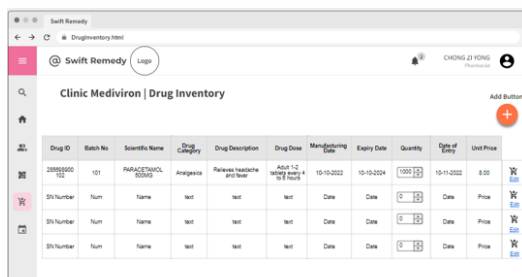 Swift Remedy
Druginventory.html
@ Swift Remedy Logo
2
CHONG ZI YONG
Pharmacist
Clinic Mediviron | Drug Inventory
Add Button
+
Drug ID Batch No Scientific Name Drug Category Drug Description Drug Dose Manufacturing Date Expiry Date Quantity Date of Entry Unit Price
102 101 PARACETAMOL 500MG Analgesics Relieves headache and fever Adult 1-2 tablets every 4 to 6 hours 10-10-2022 10-10-2024 1000 10-11-2022 8.00 Edit
SN Number Num Name text text text Date Date 0 Date Price Edit
SN Number Num Name text text text Date Date 0 Date Price Edit
SN Number Num Name text text text Date Date 0 Date Price Edit